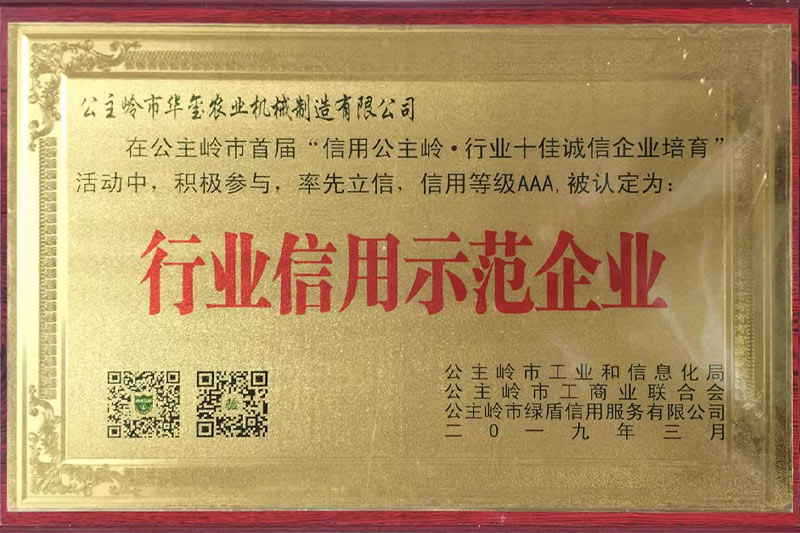 公主岭市华玺农业机械制造有限公司
在公主岭市首届“信用公主岭·行业十佳诚信企业培育”
活动中，积极参与，率先立信，信用等级AAA，被认定为：
行业信用示范企业
公主岭市工业和信息化局
公主岭市工商业联合会
公主岭市绿盾信用服务有限公司
二〇一九年三月
验